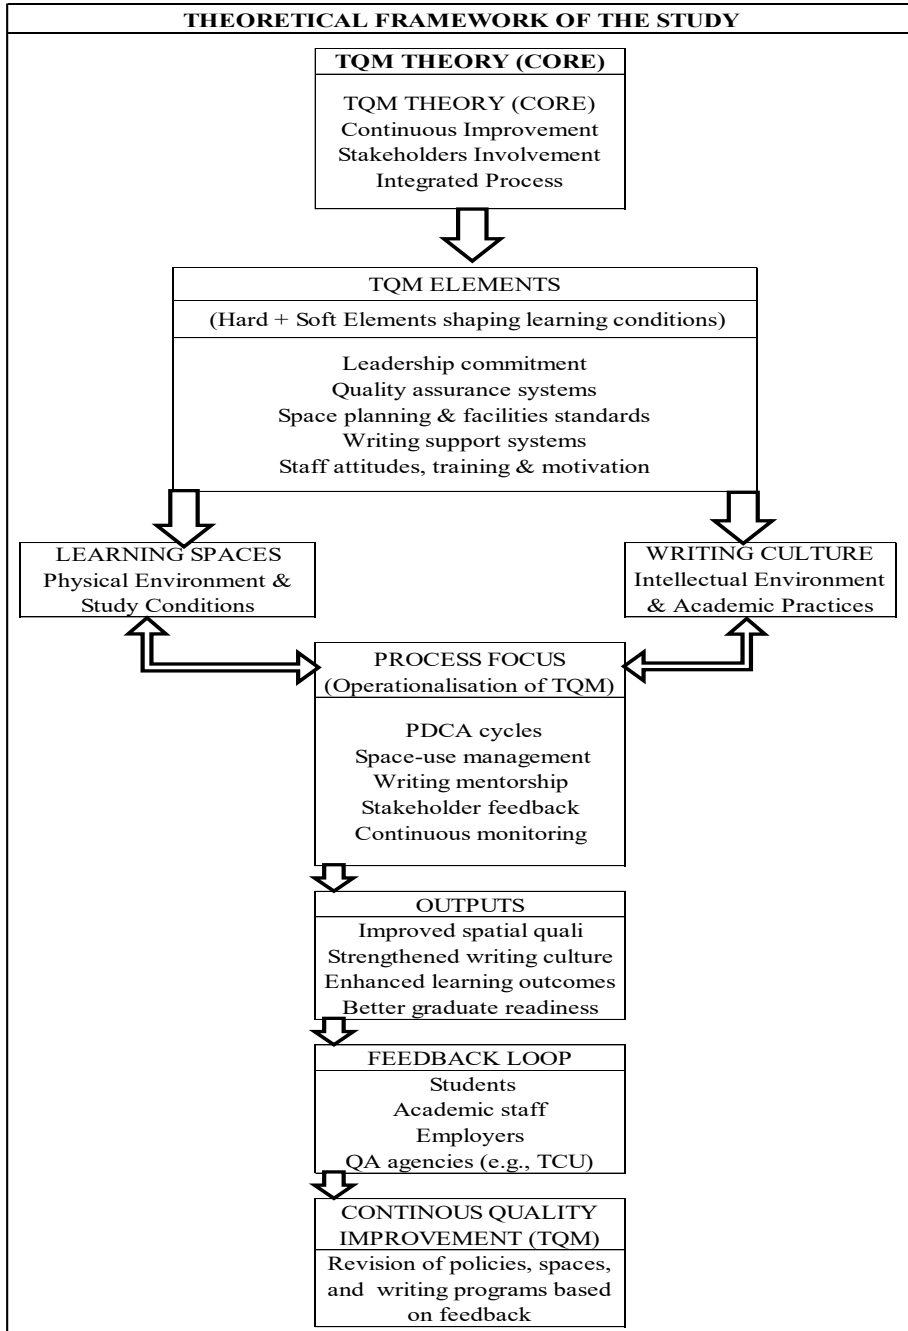 THEORETICAL FRAMEWORK OF THE STUDY
TQM THEORY (CORE)
TQM THEORY (CORE)
Continuous Improvement
Stakeholders Involvement
Integrated Process
TQM ELEMENTS
(Hard + Soft Elements shaping learning conditions)
Leadership commitment
Quality assurance systems
Space planning & facilities standards
Writing support systems
Staff attitudes, training & motivation
LEARNING SPACES
Physical Environment &
Study Conditions
WRITING CULTURE
Intellectual Environment
& Academic Practices
PROCESS FOCUS
(Operationalisation of TQM)
PDCA cycles
Space-use management
Writing mentorship
Stakeholder feedback
Continuous monitoring
OUTPUTS
Improved spatial quali
Strengthened writing culture
Enhanced learning outcomes
Better graduate readiness
FEEDBACK LOOP
Students
Academic staff
Employers
QA agencies (e.g., TCU)
CONTINOUS QUALITY
IMPROVEMENT (TQM)
Revision of policies, spaces,
and writing programs based
on feedback